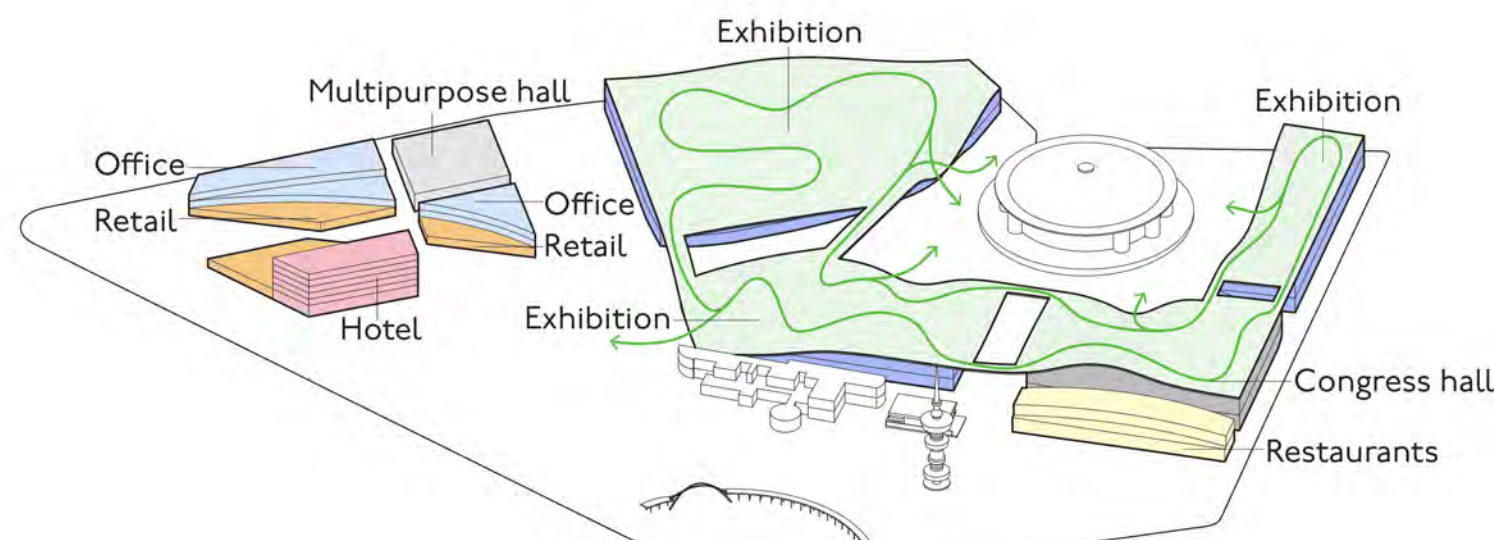 Exhibition
Multipurpose hall
Exhibition
Office
Retail
Office
Retail
Hotel
Exhibition
Congress hall
Restaurants